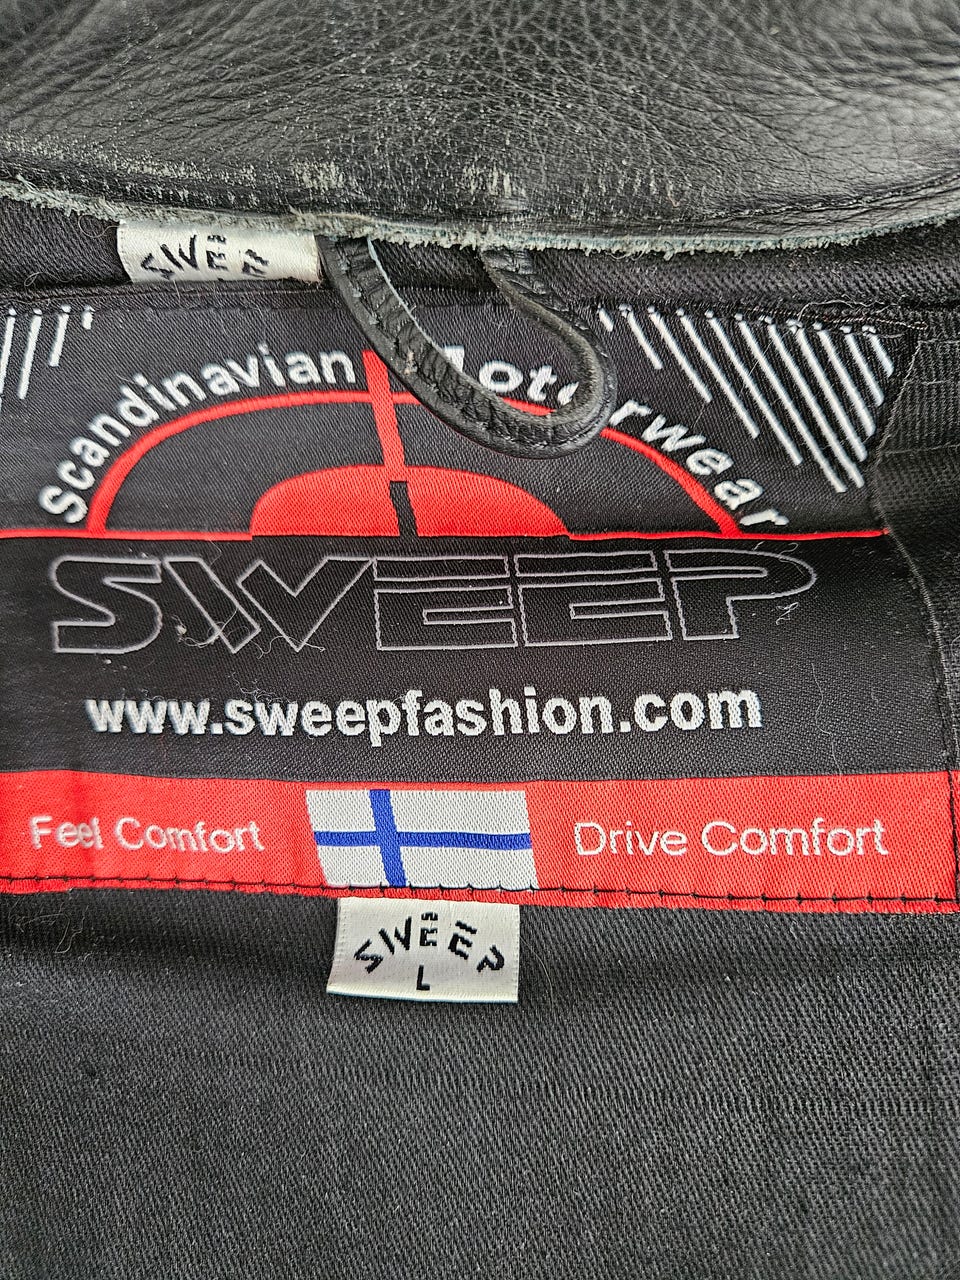 SWEEP
Scandinavian Motorwear
SWEEP
www.sweepfashion.com
Feel Comfort
Drive Comfort
SWEEP
L